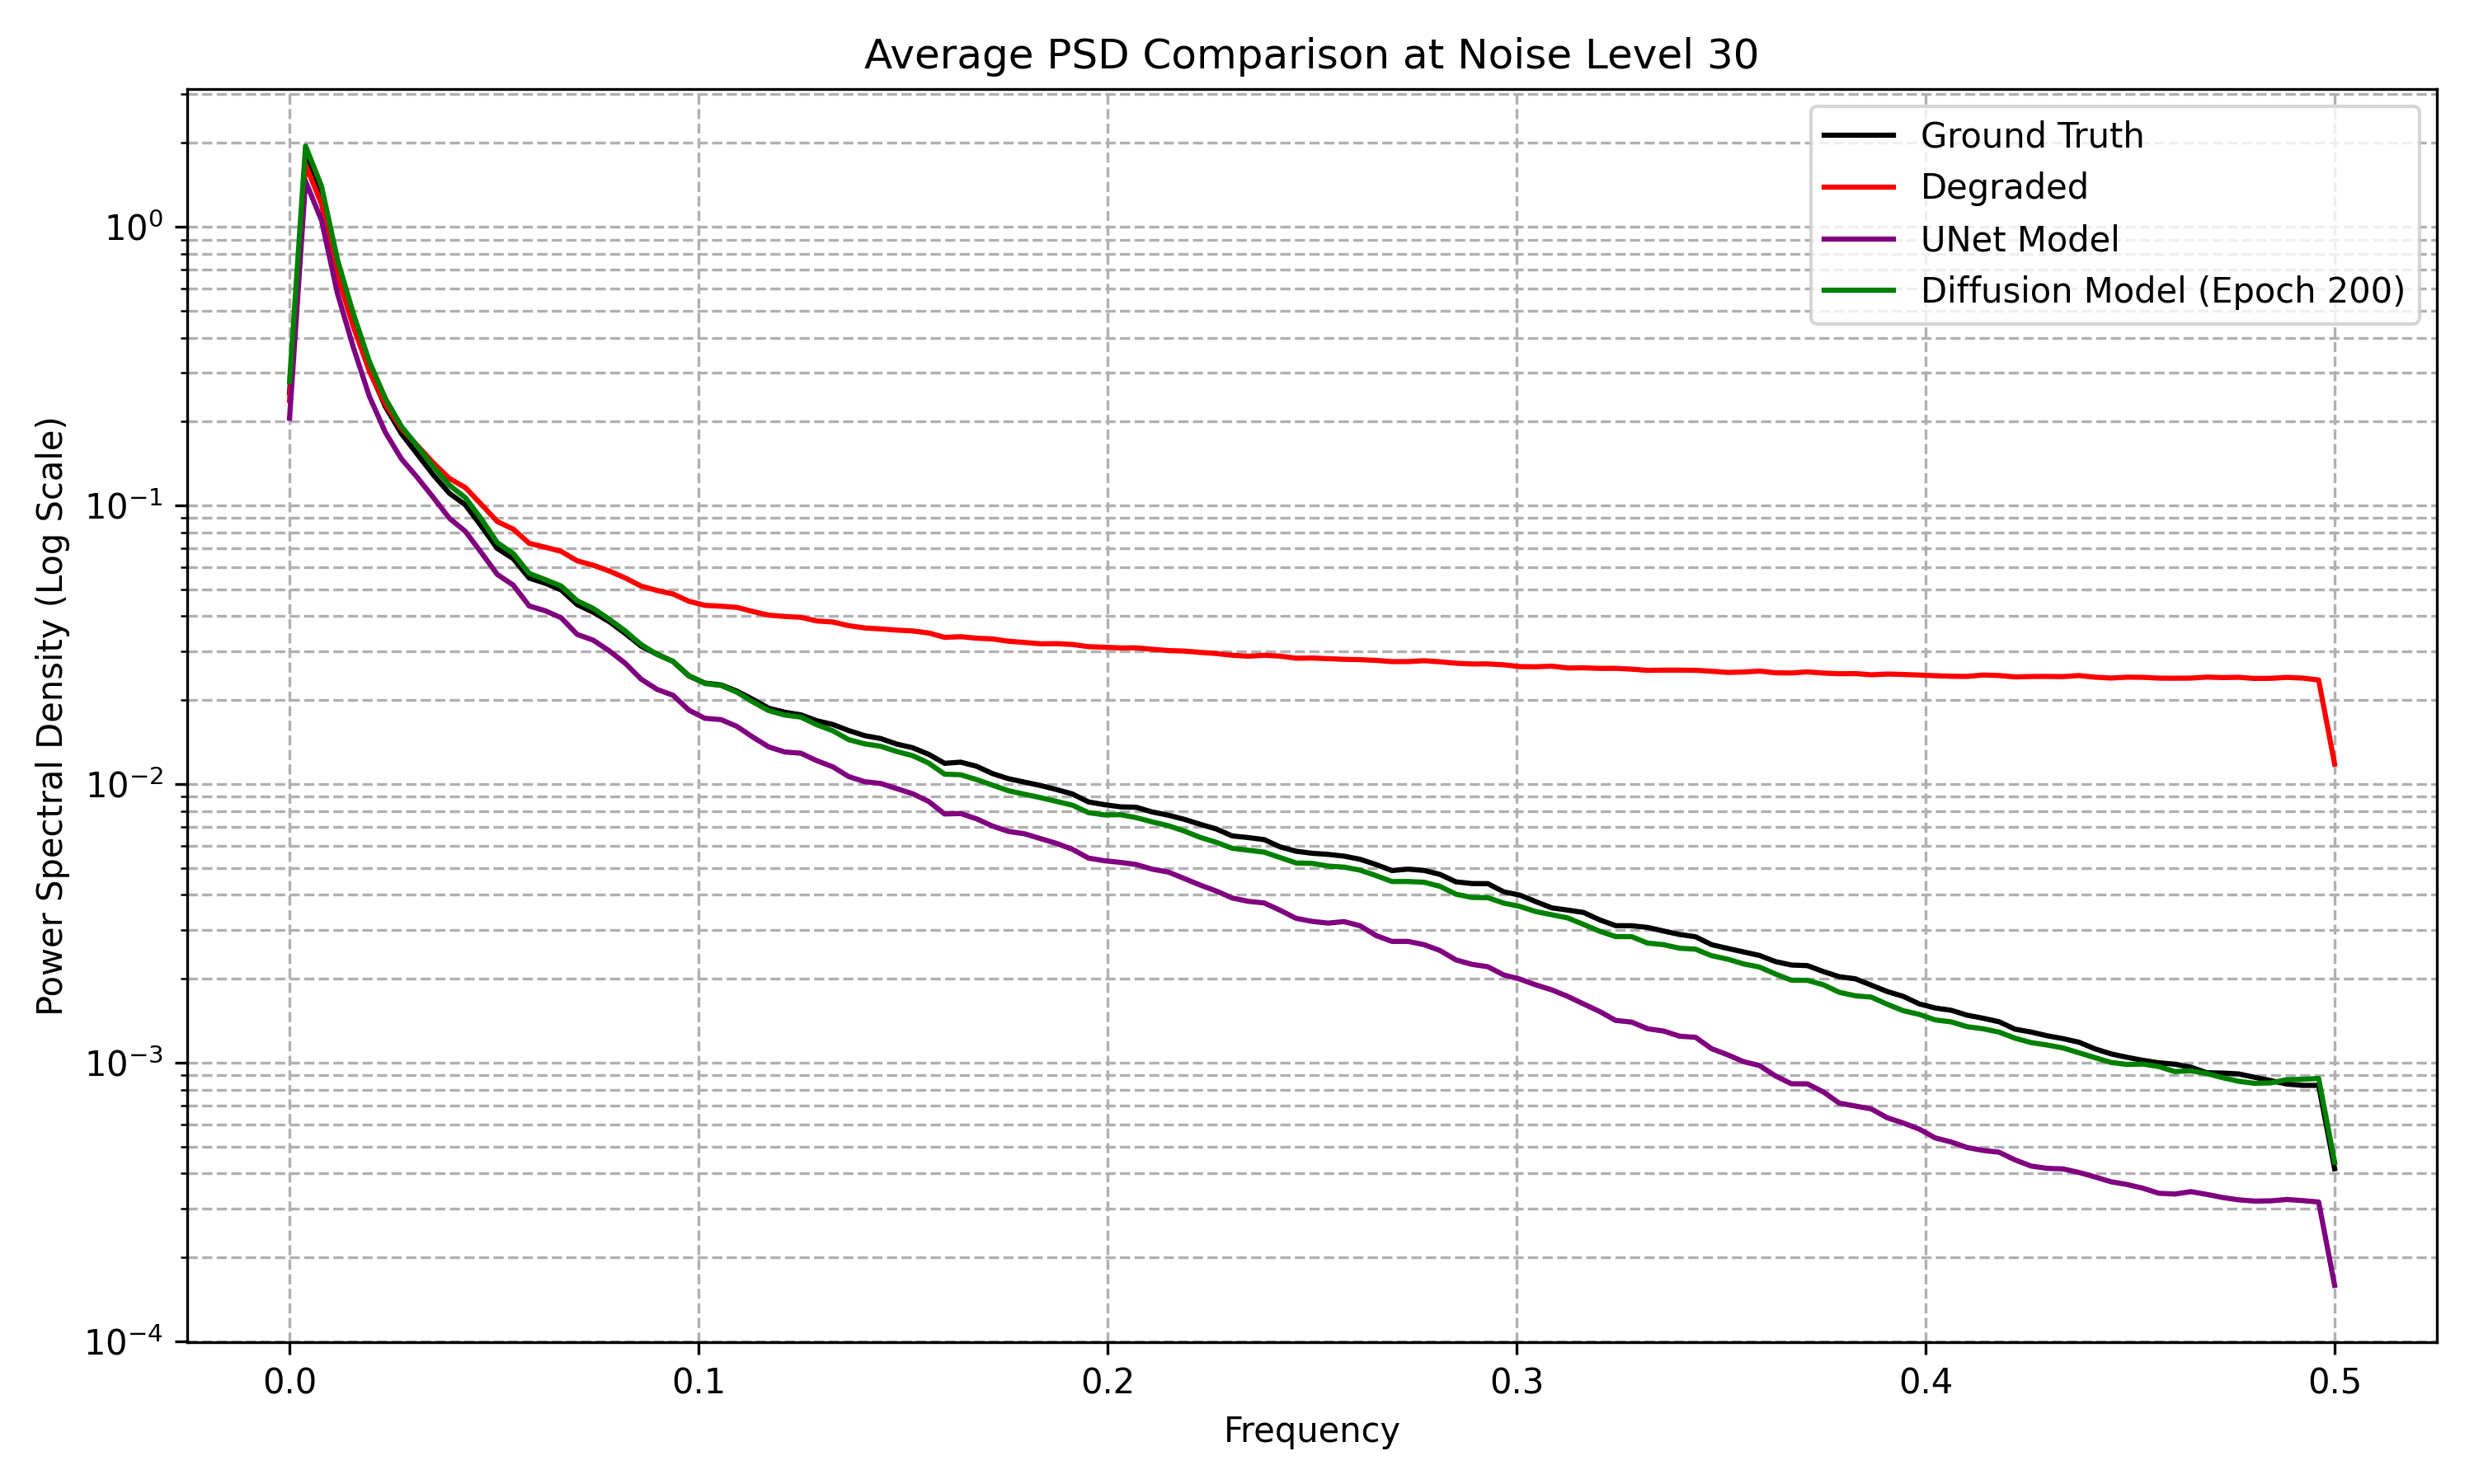 Average PSD Comparison at Noise Level 30
Ground Truth
Degraded
UNet Model
Diffusion Model (Epoch 200)
Power Spectral Density (Log Scale)
10⁰
10⁻¹
10⁻²
10⁻³
10⁻⁴
0.0 0.1 0.2 0.3 0.4 0.5
Frequency